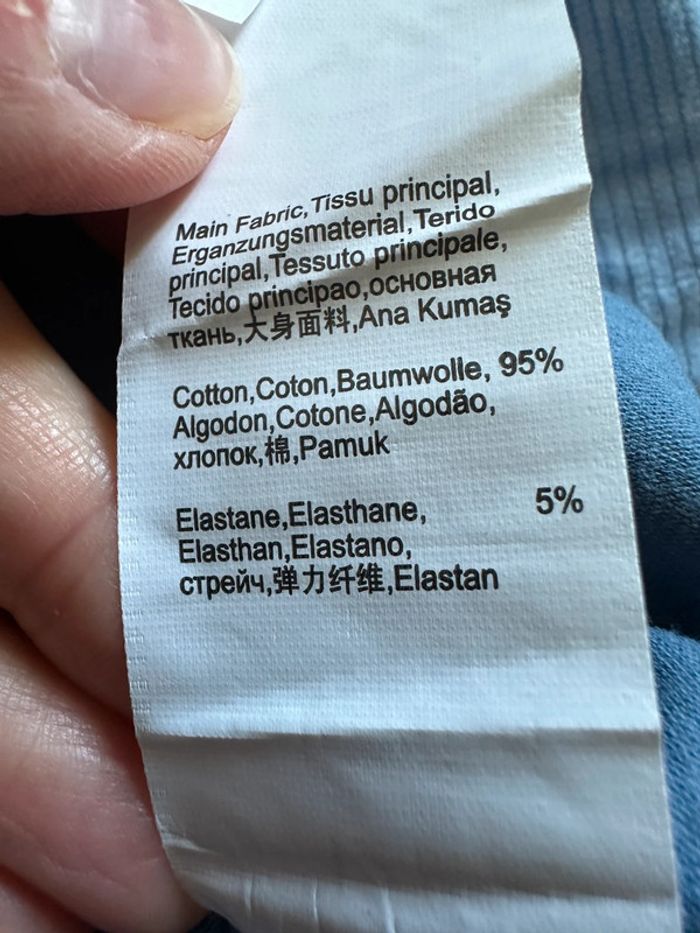 Main Fabric,Tissu principal,
Erganzungsmaterial,Terido
principal,Tessuto principale,
Tecido principao,основная
ткань,大身面料,Ana Kumaş
Cotton,Coton,Baumwolle, 95%
Algodon,Cotone,Algodão,
хлопок,棉,Pamuk
Elastane,Elasthane, 5%
Elasthan,Elastano,
стрейч,弹力纤维,Elastan